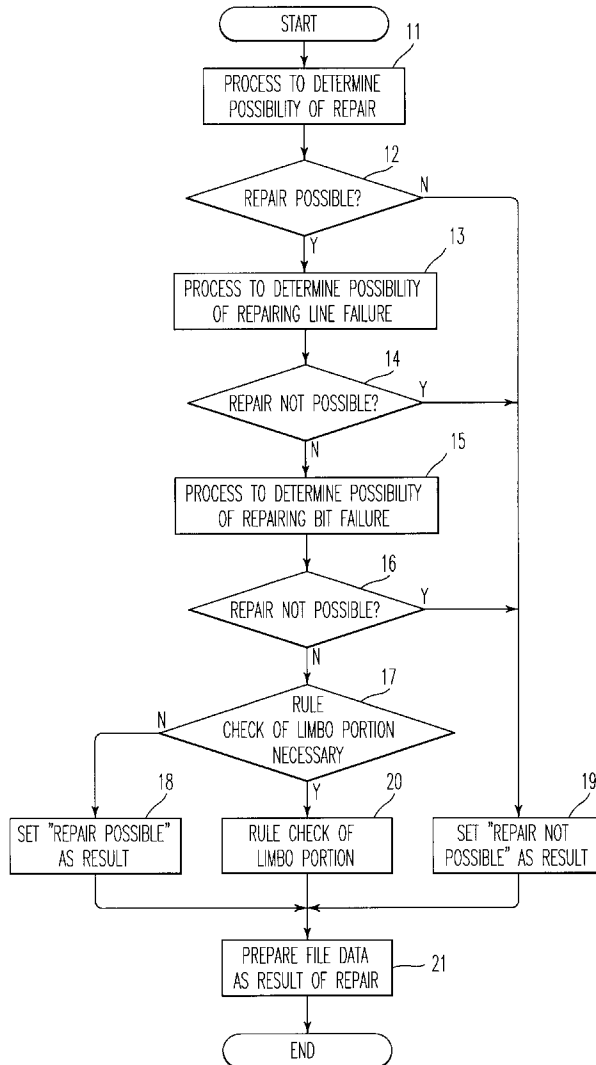 START
11
PROCESS TO DETERMINE
POSSIBILITY OF REPAIR
12
REPAIR POSSIBLE?
N
Y
13
PROCESS TO DETERMINE POSSIBILITY
OF REPAIRING LINE FAILURE
14
REPAIR NOT POSSIBLE?
Y
N
15
PROCESS TO DETERMINE POSSIBILITY
OF REPAIRING BIT FAILURE
16
REPAIR NOT POSSIBLE?
Y
N
17
RULE
CHECK OF LIMBO PORTION
NECESSARY
N
Y
18
SET "REPAIR POSSIBLE"
AS RESULT
20
RULE CHECK OF
LIMBO PORTION
19
SET "REPAIR NOT
POSSIBLE" AS RESULT
PREPARE FILE DATA
AS RESULT OF REPAIR
21
END